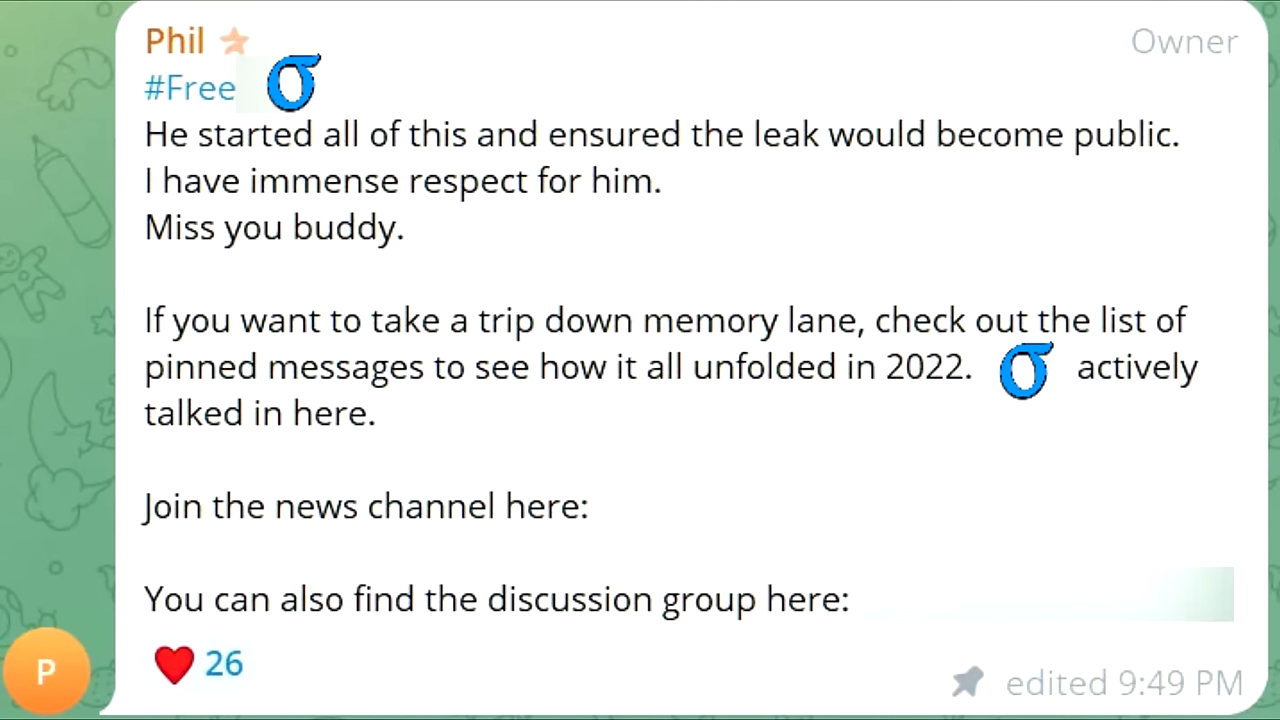 Phil
Owner
#Free σ
He started all of this and ensured the leak would become public.
I have immense respect for him.
Miss you buddy.
If you want to take a trip down memory lane, check out the list of
pinned messages to see how it all unfolded in 2022. σ actively
talked in here.
Join the news channel here:
You can also find the discussion group here:
26
P
edited 9:49 PM